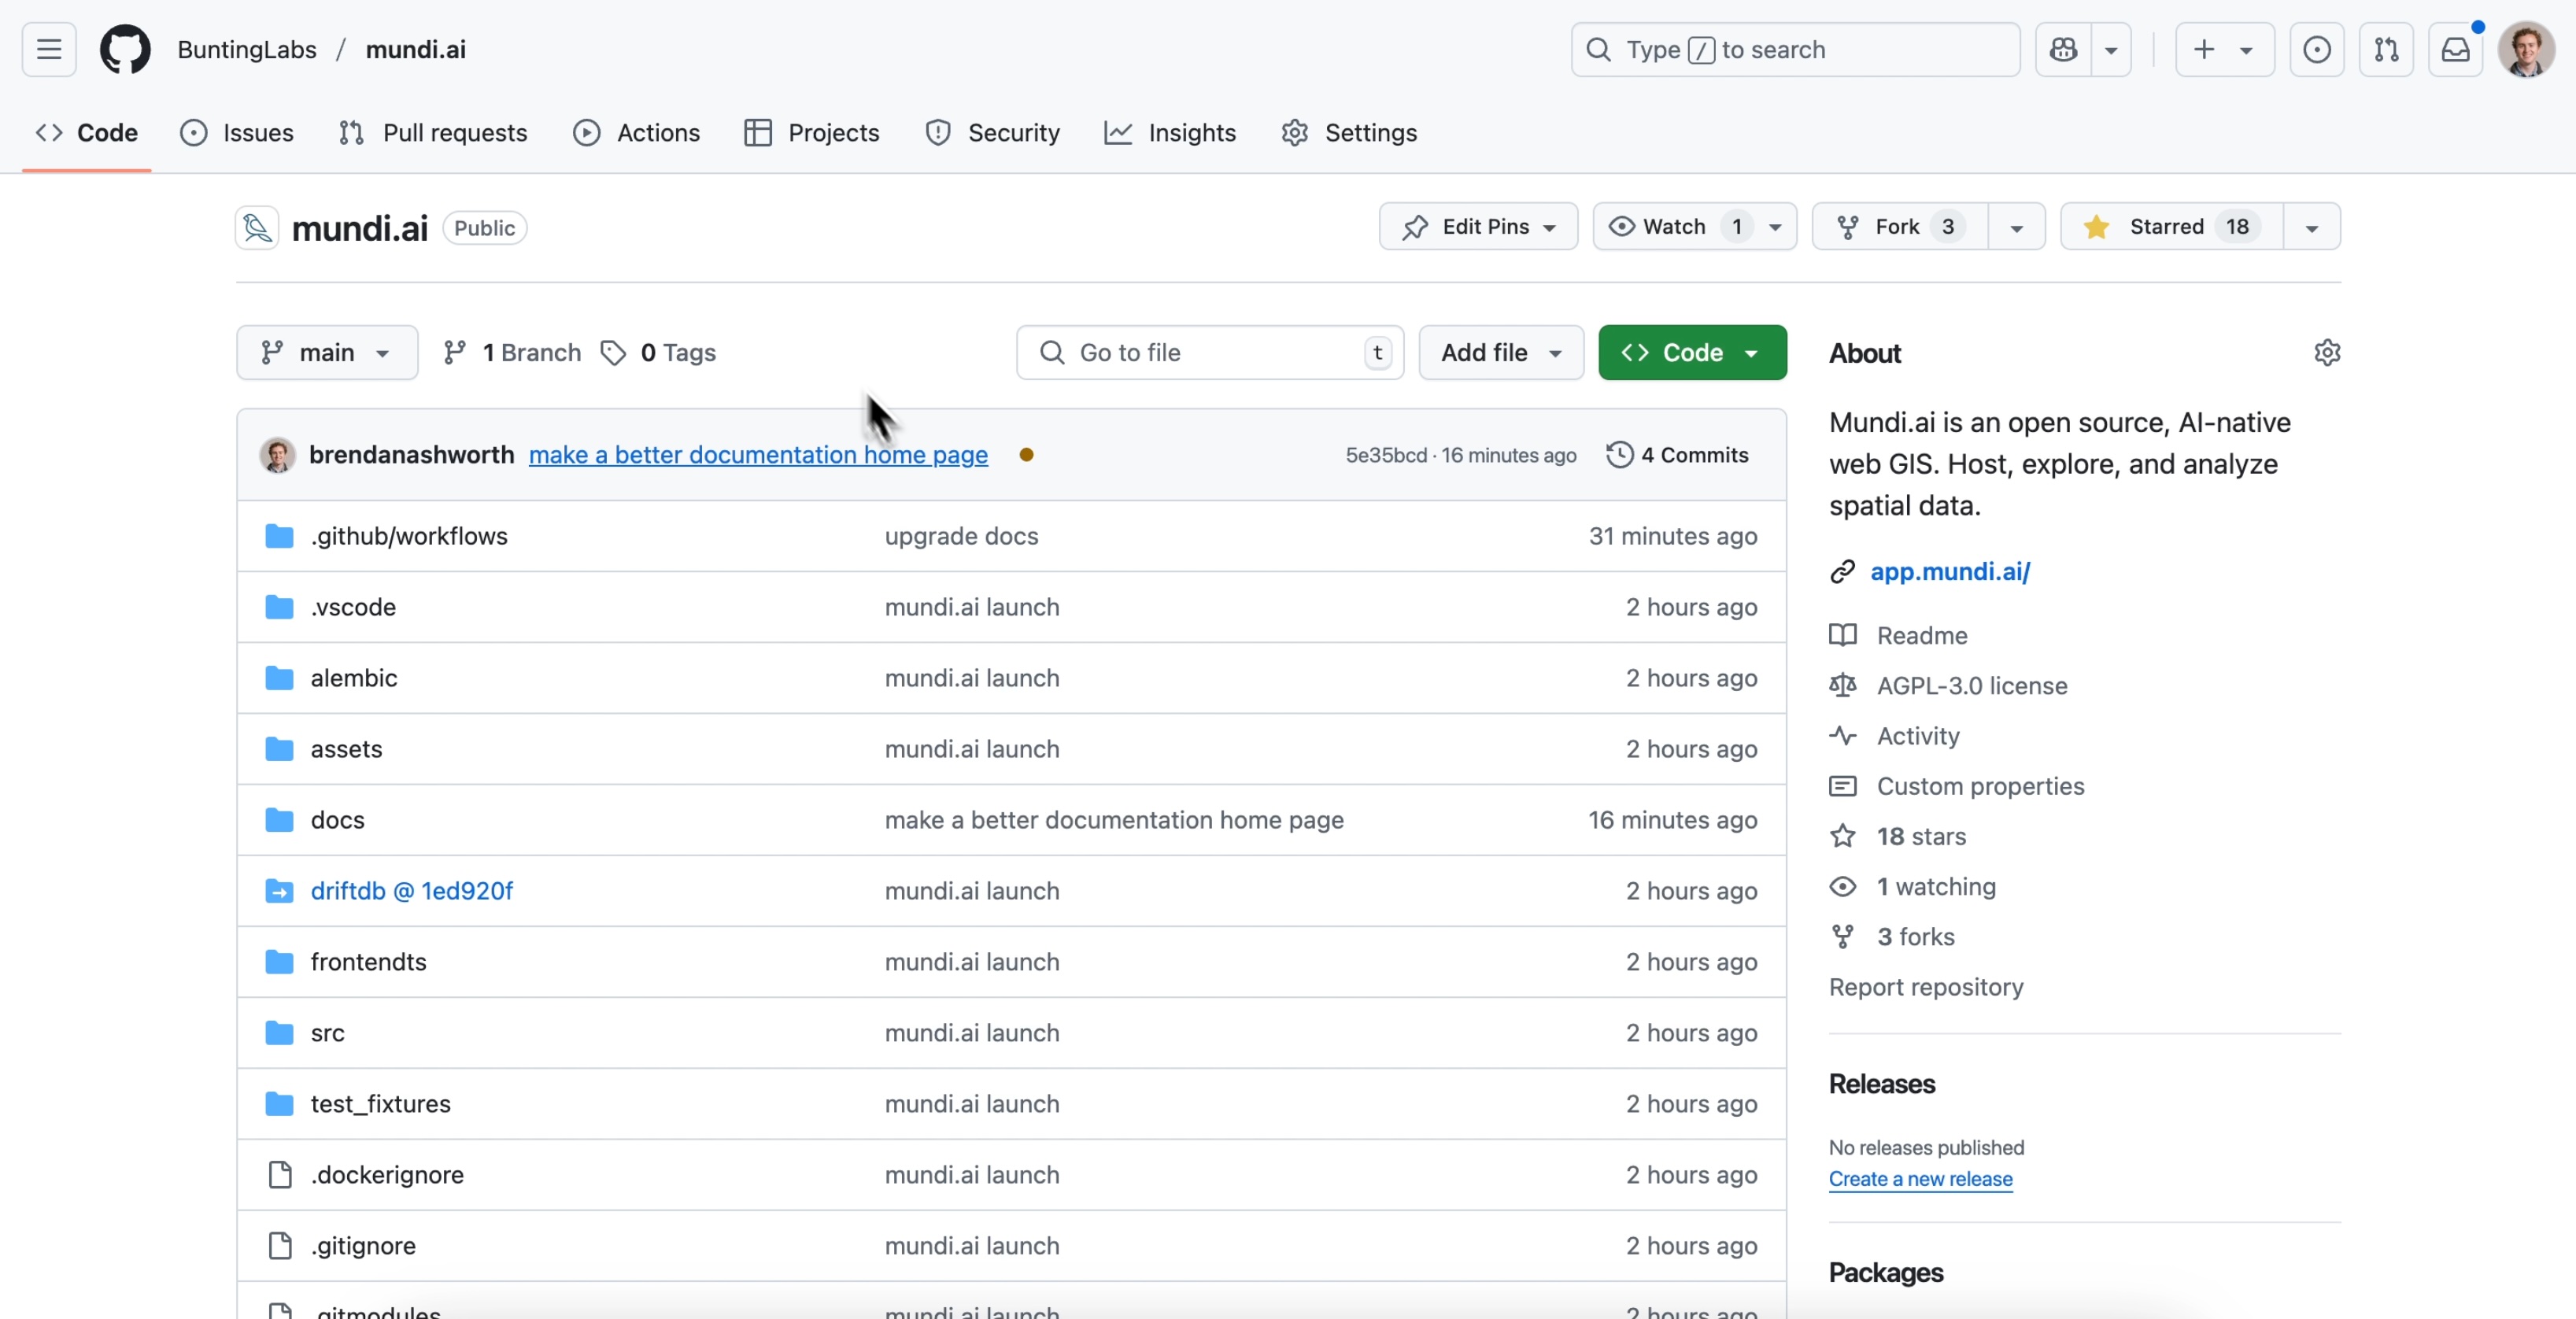 BuntingLabs / mundi.ai
Type / to search
Code
Issues
Pull requests
Actions
Projects
Security
Insights
Settings
mundi.ai Public
Edit Pins
Watch 1
Fork 3
Starred 18
main
1 Branch
0 Tags
Go to file t
Add file
Code
brendanashworth make a better documentation home page 5e35bcd · 16 minutes ago 4 Commits
.github/workflows upgrade docs 31 minutes ago
.vscode mundi.ai launch 2 hours ago
alembic mundi.ai launch 2 hours ago
assets mundi.ai launch 2 hours ago
docs make a better documentation home page 16 minutes ago
driftdb @ 1ed920f mundi.ai launch 2 hours ago
frontendts mundi.ai launch 2 hours ago
src mundi.ai launch 2 hours ago
test_fixtures mundi.ai launch 2 hours ago
.dockerignore mundi.ai launch 2 hours ago
.gitignore mundi.ai launch 2 hours ago
.gitmodules mundi.ai launch 2 hours ago
About
Mundi.ai is an open source, AI-native
web GIS. Host, explore, and analyze
spatial data.
app.mundi.ai/
Readme
AGPL-3.0 license
Activity
Custom properties
18 stars
1 watching
3 forks
Report repository
Releases
No releases published
Create a new release
Packages